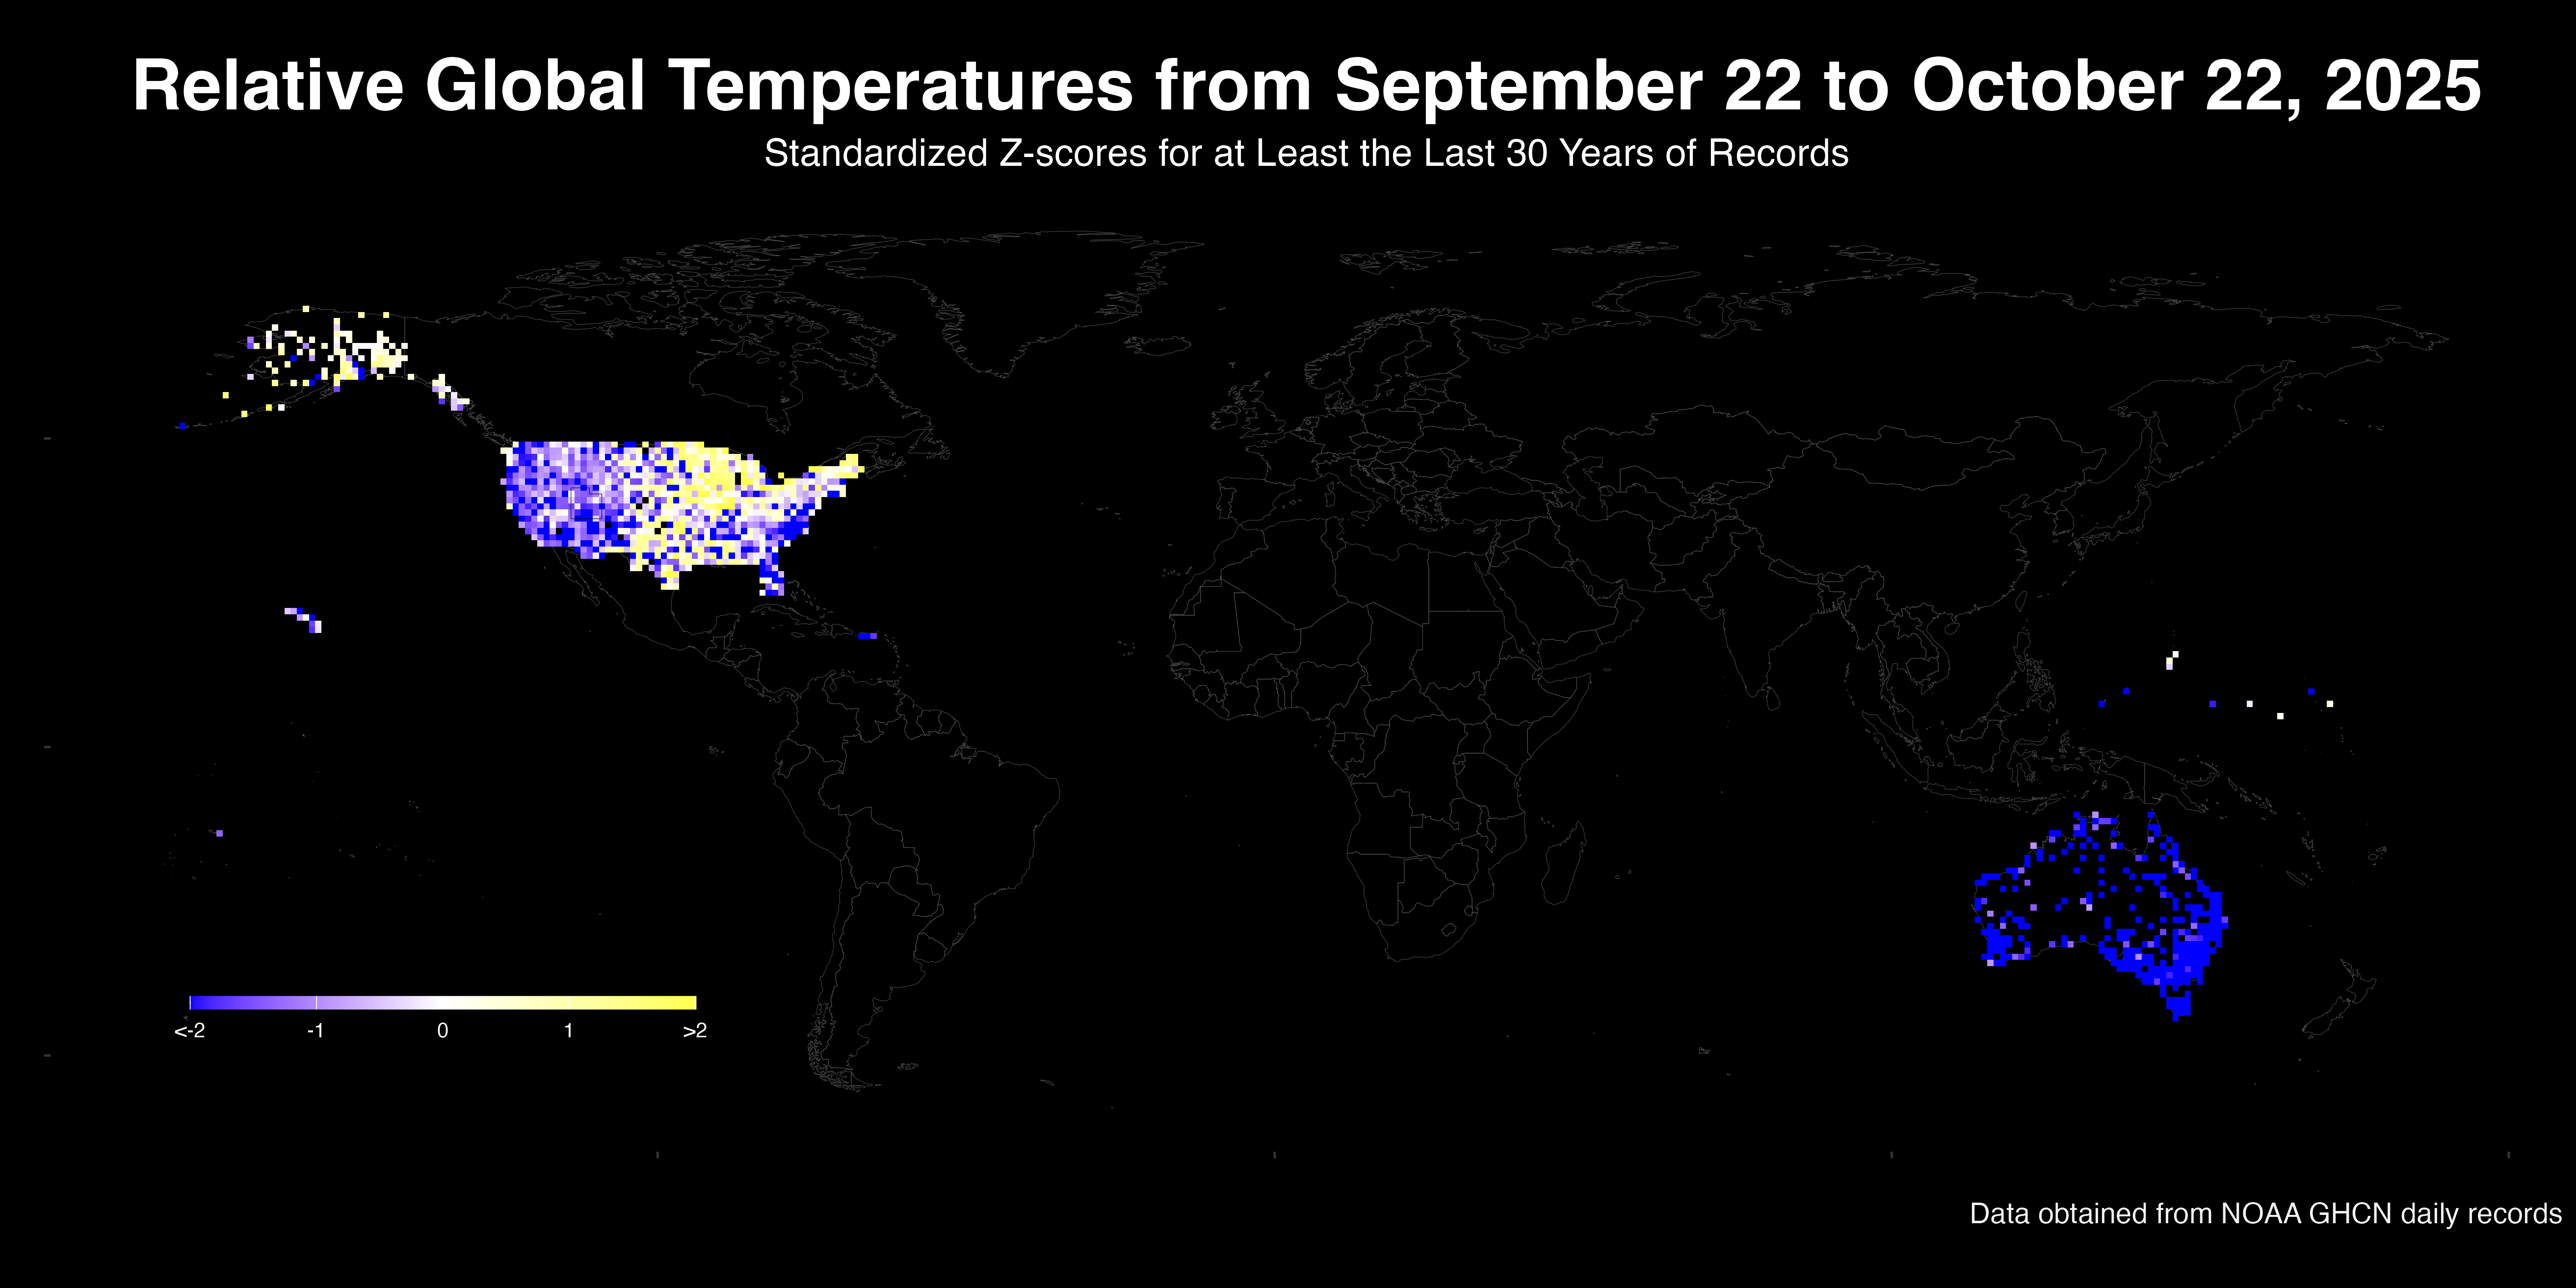 Relative Global Temperatures from September 22 to October 22, 2025
Standardized Z-scores for at Least the Last 30 Years of Records
<-2 -1 0 1 >2
Data obtained from NOAA GHCN daily records